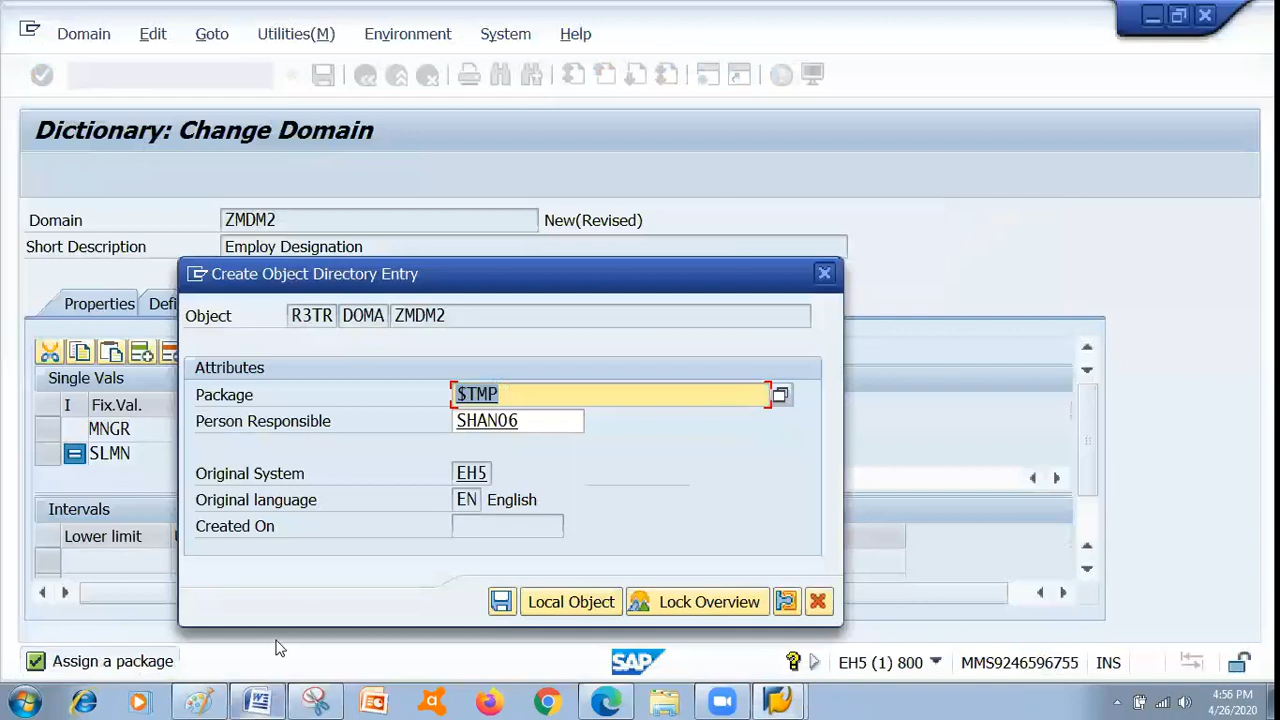 Domain Edit Goto Utilities(M) Environment System Help
Dictionary: Change Domain
Domain ZMDM2 New(Revised)
Short Description Employ Designation
Create Object Directory Entry
Properties
Object R3TR DOMA ZMDM2
Attributes
Single Vals
Package $TMP
I Fix.Val.
Person Responsible SHAN06
MNGR
SLMN
Original System EH5
Original language EN English
Intervals
Created On
Lower limit
Local Object Lock Overview
Assign a package SAP EH5 (1) 800 MMS9246596755 INS
4:56 PM
4/26/2020